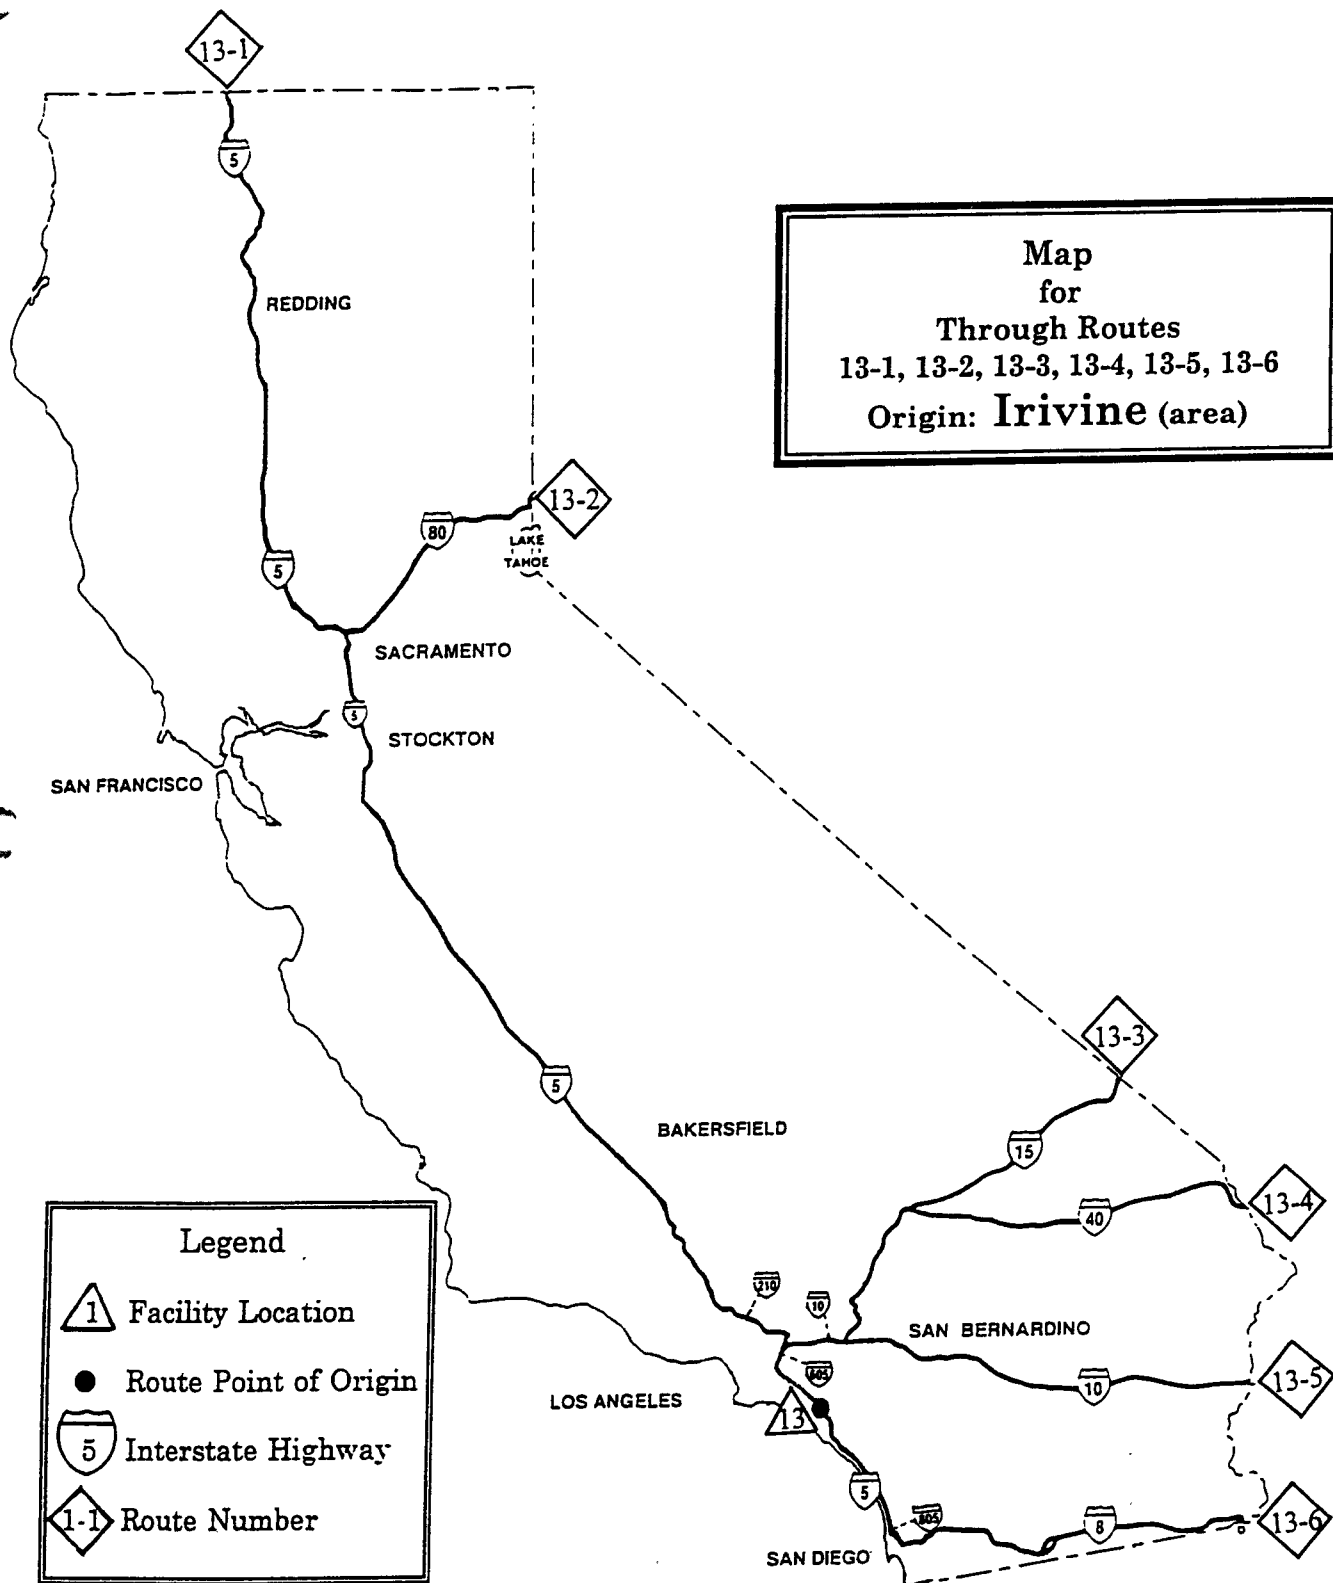 13-1
5
REDDING
Map
for
Through Routes
13-1, 13-2, 13-3, 13-4, 13-5, 13-6
Origin: Irivine (area)
13-2
80
LAKE
TAHOE
5
SACRAMENTO
5
STOCKTON
SAN FRANCISCO
13-3
5
BAKERSFIELD
15
13-4
40
210
10
SAN BERNARDINO
605
13-5
10
LOS ANGELES
13
5
805
8
13-6
SAN DIEGO
Legend
1 Facility Location
Route Point of Origin
5 Interstate Highway
1-1 Route Number